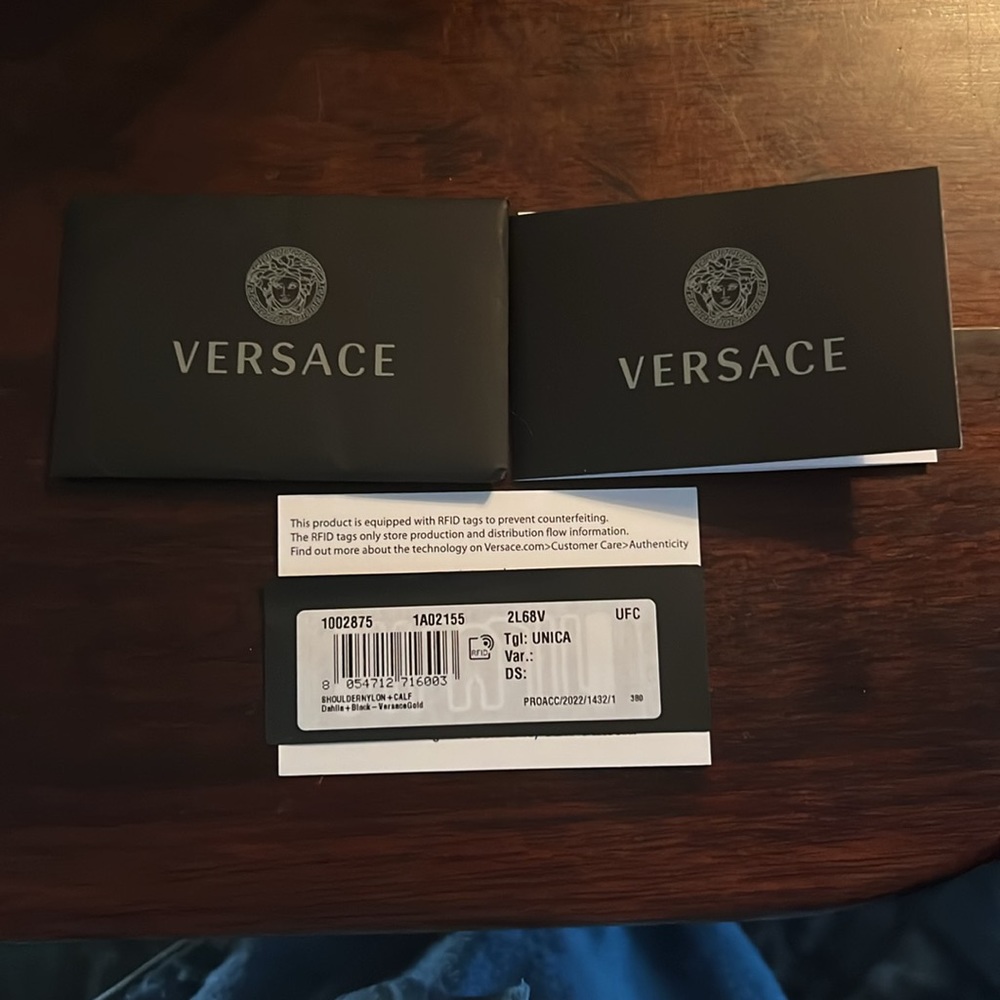 VERSACE
VERSACE
This product is equipped with RFID tags to prevent counterfeiting.
The RFID tags only store production and distribution flow information.
Find out more about the technology on Versace.com>Customer Care>Authenticity
1002875 1A02155 2L68V UFC
RFID
Tgl: UNICA
Var.:
DS:
8 054712 716003
SHOULDERNYLON+CALF
Dahlia+Black-VersaceGold
PROACC/2022/1432/1 380